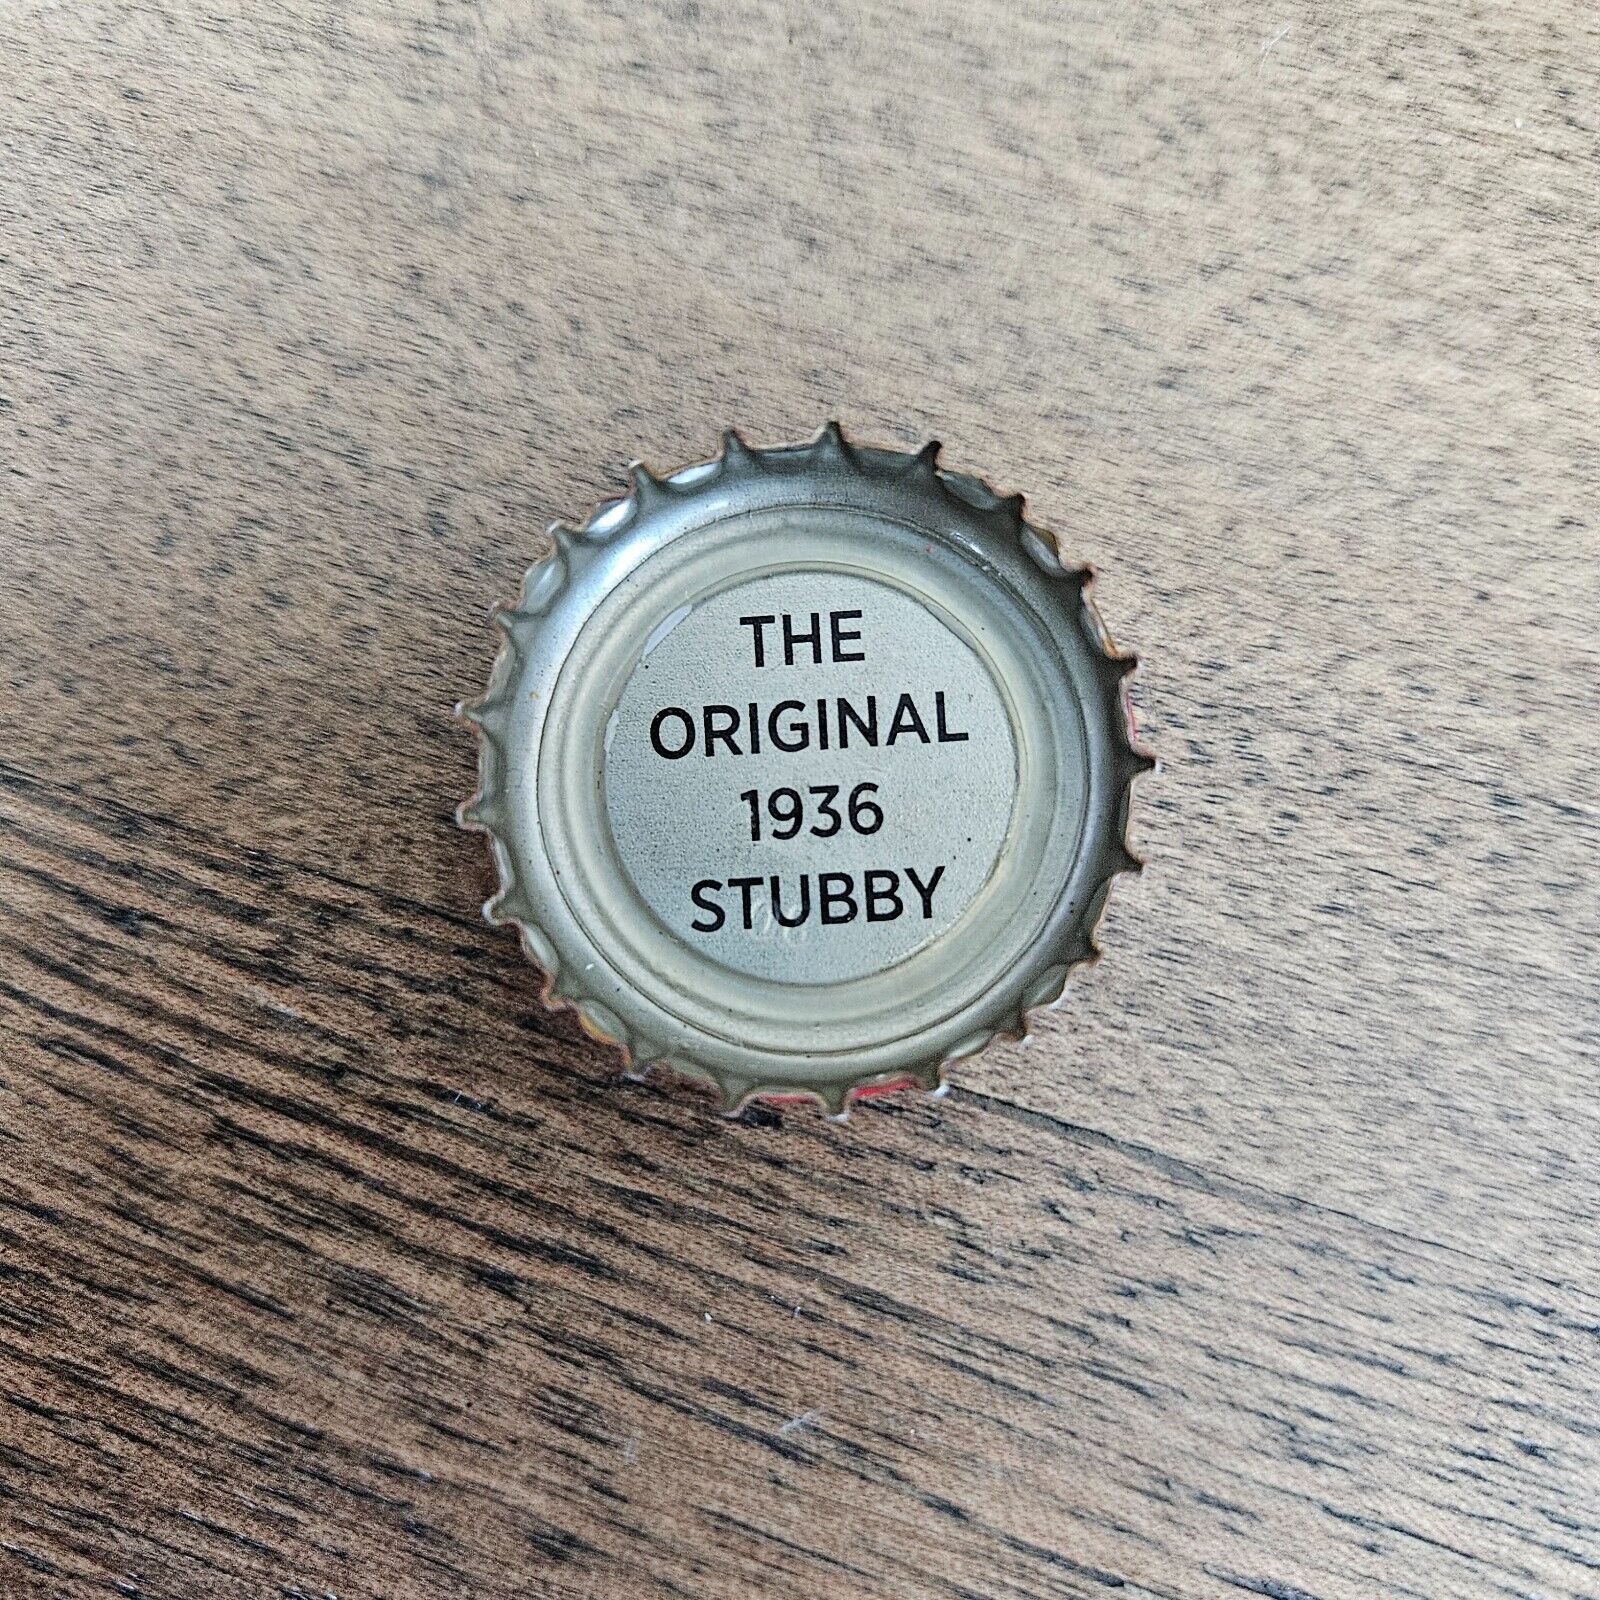 THE
ORIGINAL
1936
STUBBY